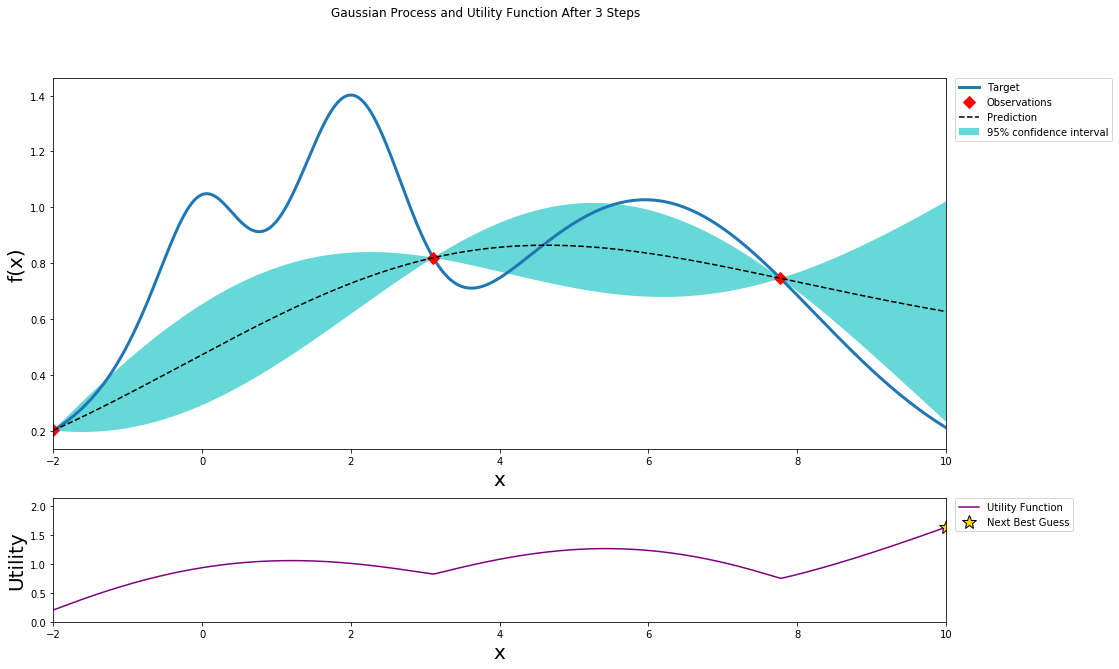 Gaussian Process and Utility Function After 3 Steps
Target
Observations
Prediction
95% confidence interval
f(x)
1.4
1.2
1.0
0.8
0.6
0.4
0.2
−2 0 2 4 6 8 10
x
Utility Function
Next Best Guess
Utility
2.0
1.5
1.0
0.5
0.0
−2 0 2 4 6 8 10
x